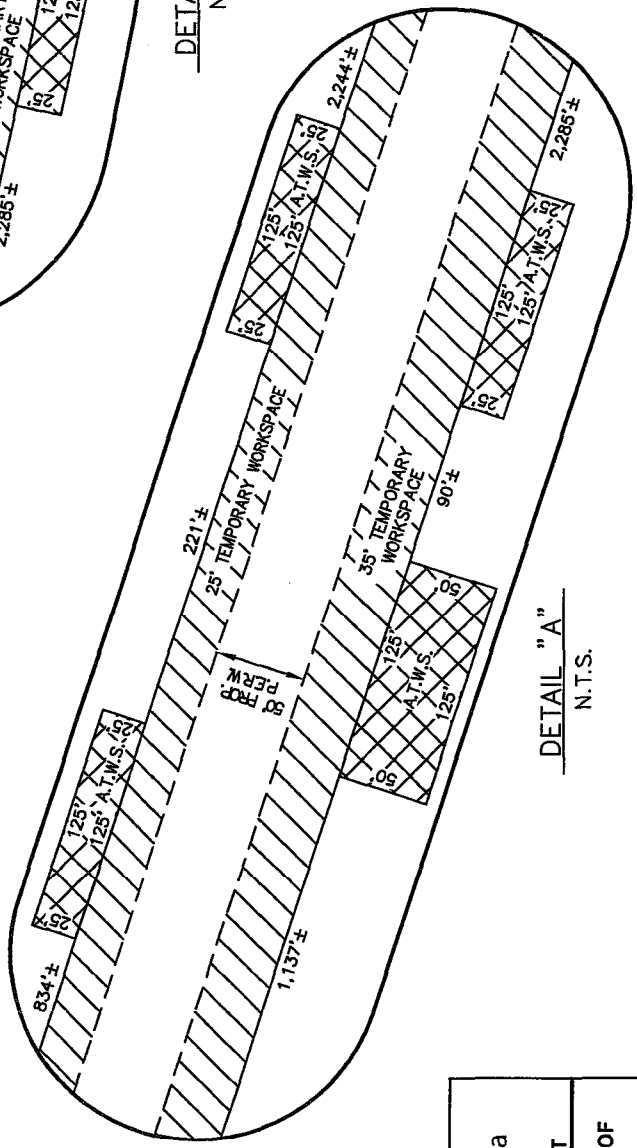 WORKSPACE
25'
2,285'±
DETA
N
2,244'±
25'
125'
125' A.T.W.S.
25'
221'±
25' TEMPORARY WORKSPACE
25'
125'
125' A.T.W.S.
25'
834'±
50' PROP.
P.E.R.W.
2,285'±
25'
125'
125' A.T.W.S.
25'
35' TEMPORARY
WORKSPACE
90'±
50'
125'
A.T.W.S.
125'
50'
1,137'±
DETAIL "A"
N.T.S.
a
T
OF